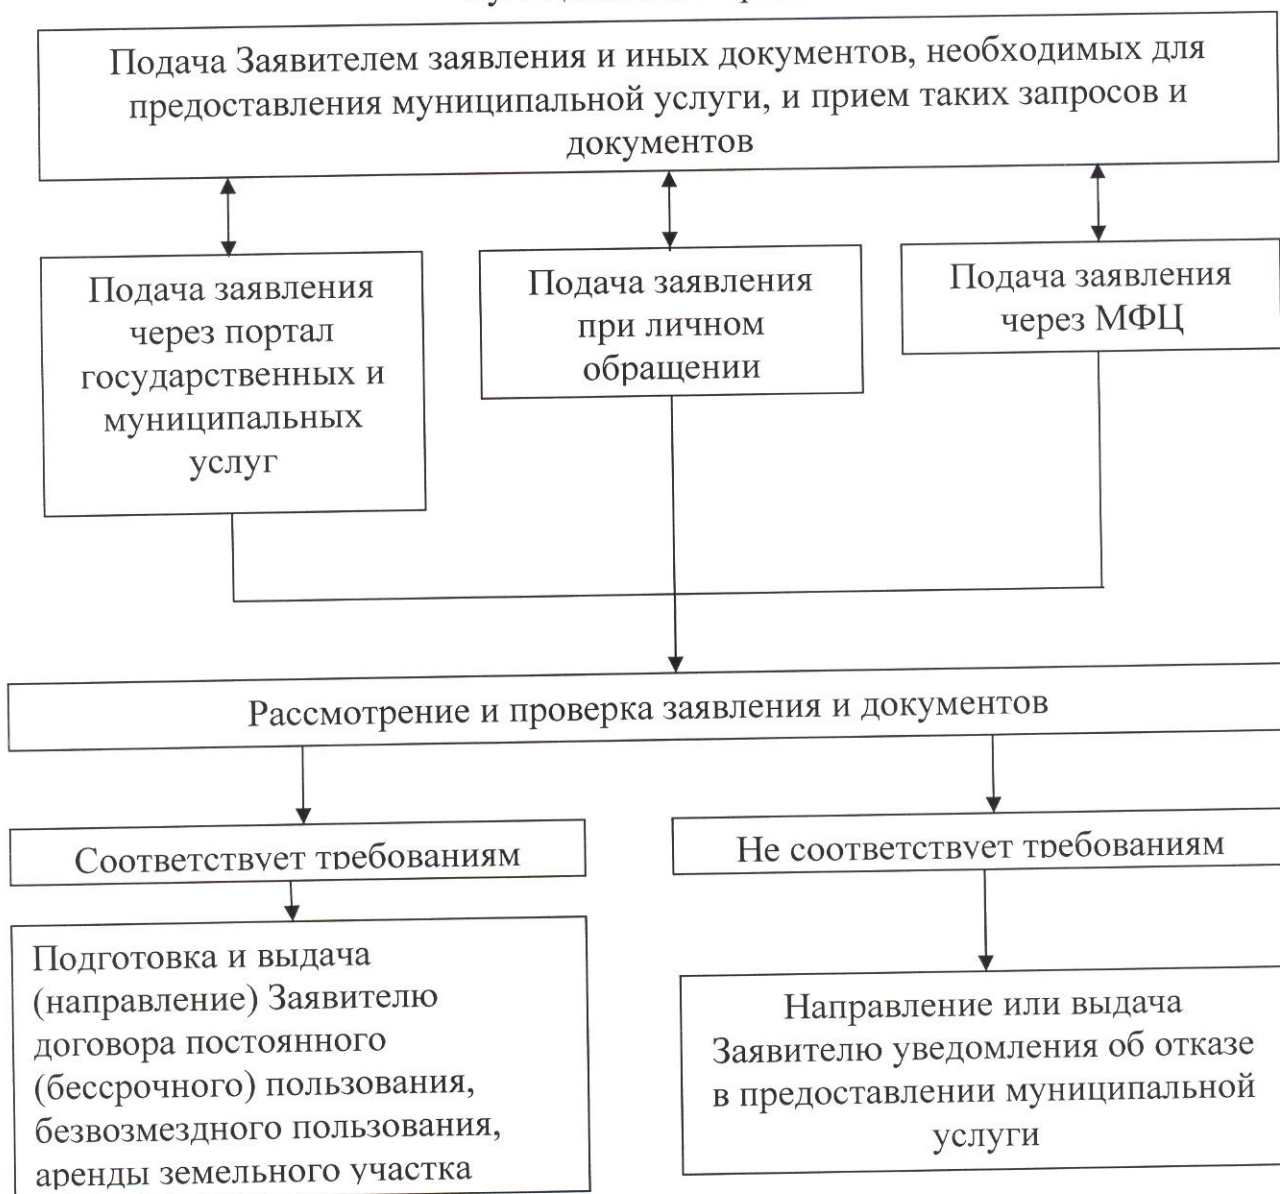 Подача Заявителем заявления и иных документов, необходимых для
предоставления муниципальной услуги, и прием таких запросов и
документов
Подача заявления
через портал
государственных и
муниципальных
услуг
Подача заявления
при личном
обращении
Подача заявления
через МФЦ
Рассмотрение и проверка заявления и документов
Соответствует требованиям
Не соответствует требованиям
Подготовка и выдача
(направление) Заявителю
договора постоянного
(бессрочного) пользования,
безвозмездного пользования,
аренды земельного участка
Направление или выдача
Заявителю уведомления об отказе
в предоставлении муниципальной
услуги